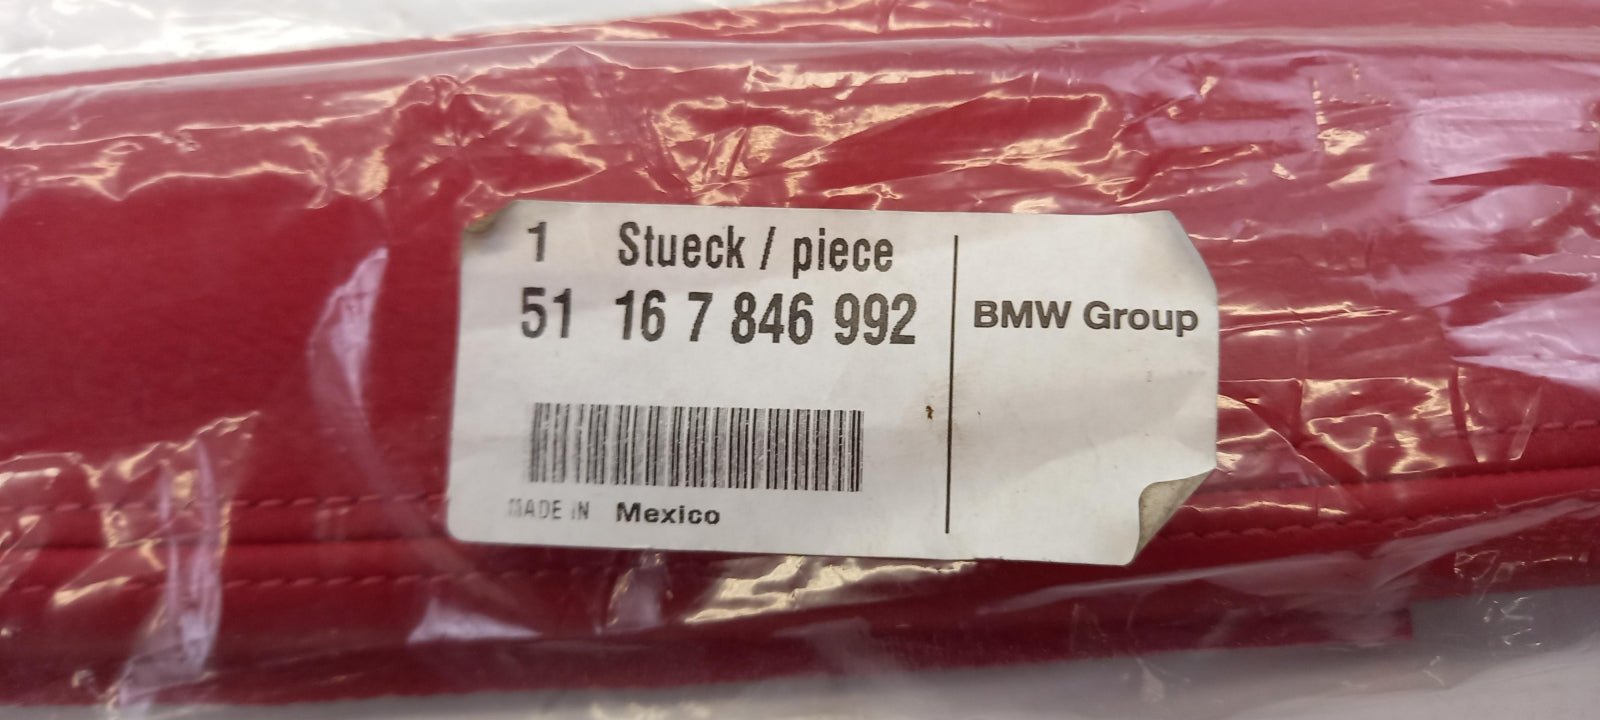 1 Stueck / piece
51 16 7 846 992
BMW Group
MADE IN Mexico